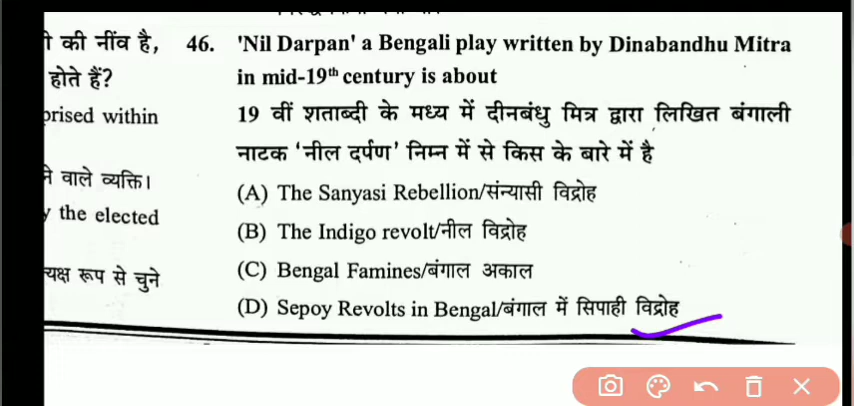 े की नींव है,
होते हैं?
prised within
ने वाले व्यक्ति।
y the elected
यक्ष रूप से चुने
46. 'Nil Darpan' a Bengali play written by Dinabandhu Mitra
in mid-19th century is about
19 वीं शताब्दी के मध्य में दीनबंधु मित्र द्वारा लिखित बंगाली
नाटक 'नील दर्पण' निम्न में से किस के बारे में है
(A) The Sanyasi Rebellion/संन्यासी विद्रोह
(B) The Indigo revolt/नील विद्रोह
(C) Bengal Famines/बंगाल अकाल
(D) Sepoy Revolts in Bengal/बंगाल में सिपाही विद्रोह